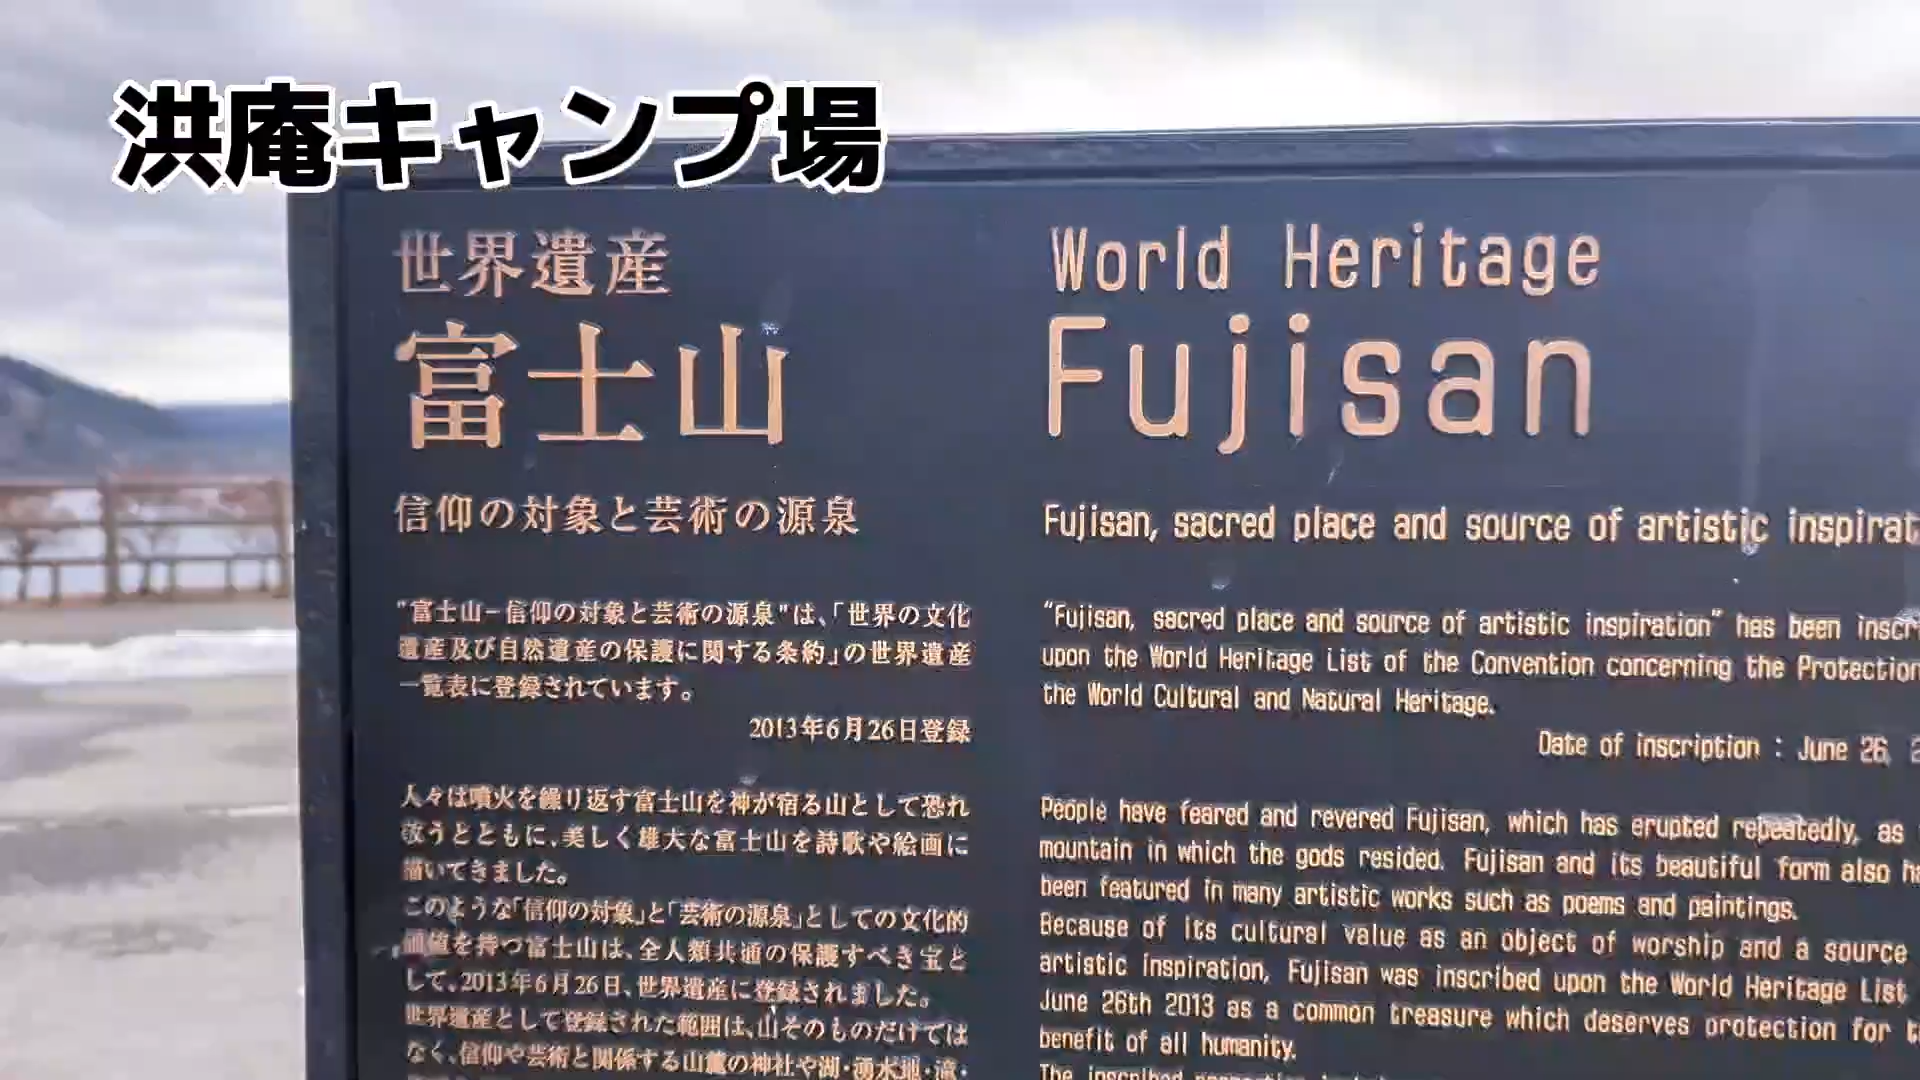 洪庵キャンプ場
世界遺産
富士山
信仰の対象と芸術の源泉
"富士山−信仰の対象と芸術の源泉"は、「世界の文化
遺産及び自然遺産の保護に関する条約」の世界遺産
一覧表に登録されています。
2013年6月26日登録
人々は噴火を繰り返す富士山を神が宿る山として恐れ
敬うとともに、美しく雄大な富士山を詩歌や絵画に
描いてきました。
このような「信仰の対象」と「芸術の源泉」としての文化的
価値を持つ富士山は、全人類共通の保護すべき宝と
して、2013年6月26日、世界遺産に登録されました。
世界遺産として登録された範囲は、山そのものだけでは
なく、信仰や芸術と関係する山麓の神社や湖・湧水地・滝・
World Heritage
Fujisan
Fujisan, sacred place and source of artistic inspirat
"Fujisan, sacred place and source of artistic inspiration" has been inscr
upon the World Heritage List of the Convention concerning the Protection
the World Cultural and Natural Heritage.
Date of inscription : June 26, 2
People have feared and revered Fujisan, which has erupted repeatedly, as
mountain in which the gods resided. Fujisan and its beautiful form also ha
been featured in many artistic works such as poems and paintings.
Because of its cultural value as an object of worship and a source
artistic inspiration, Fujisan was inscribed upon the World Heritage List
June 26th 2013 as a common treasure which deserves protection for t
benefit of all humanity.
The inscribed